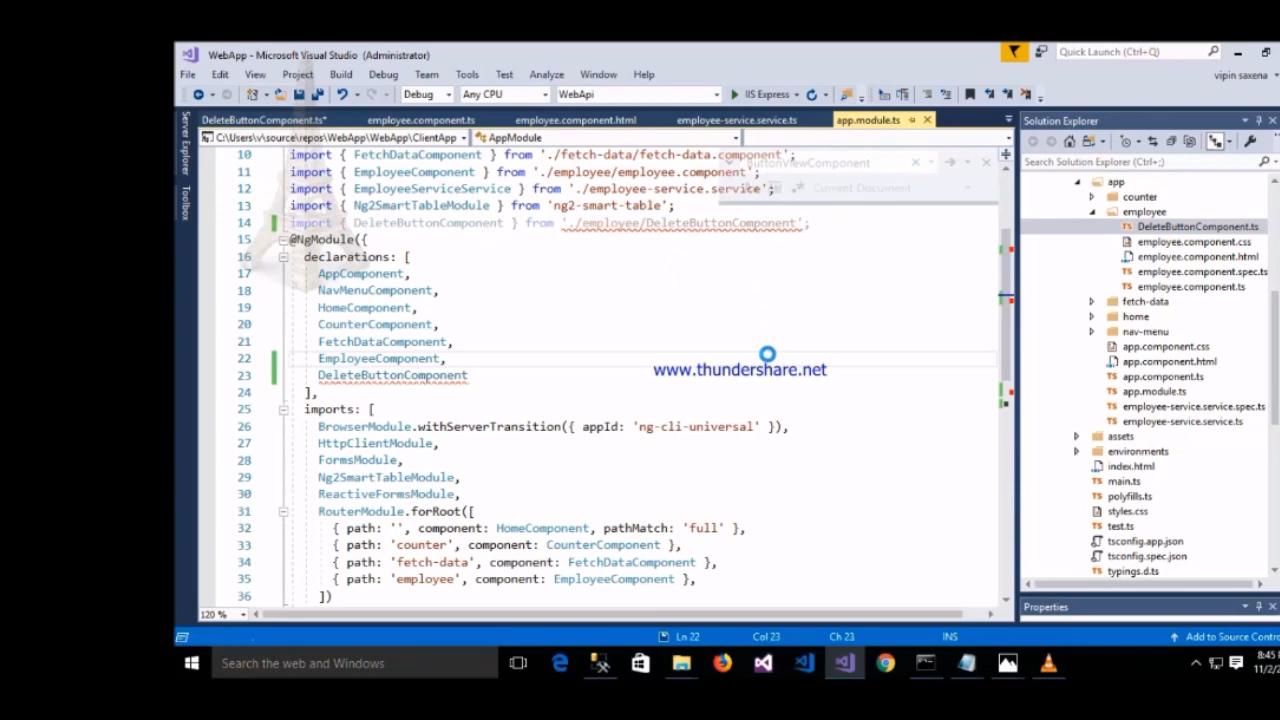 WebApp - Microsoft Visual Studio (Administrator)
Quick Launch (Ctrl+Q)
File Edit View Project Build Debug Team Tools Test Analyze Window Help
vipin saxena
Debug Any CPU WebApi IIS Express
Server Explorer
Toolbox
DeleteButtonComponent.ts* employee.component.ts employee.component.html employee-service.service.ts app.module.ts
C:\Users\v\source\repos\WebApp\WebApp\ClientApp AppModule
ButtonViewComponent
Current Document
10 import { FetchDataComponent } from './fetch-data/fetch-data.component';
11 import { EmployeeComponent } from './employee/employee.component';
12 import { EmployeeServiceService } from './employee-service.service';
13 import { Ng2SmartTableModule } from 'ng2-smart-table';
14 import { DeleteButtonComponent } from './employee/DeleteButtonComponent';
15 @NgModule({
16 declarations: [
17 AppComponent,
18 NavMenuComponent,
19 HomeComponent,
20 CounterComponent,
21 FetchDataComponent,
22 EmployeeComponent,
23 DeleteButtonComponent
24 ],
25 imports: [
26 BrowserModule.withServerTransition({ appId: 'ng-cli-universal' }),
27 HttpClientModule,
28 FormsModule,
29 Ng2SmartTableModule,
30 ReactiveFormsModule,
31 RouterModule.forRoot([
32 { path: '', component: HomeComponent, pathMatch: 'full' },
33 { path: 'counter', component: CounterComponent },
34 { path: 'fetch-data', component: FetchDataComponent },
35 { path: 'employee', component: EmployeeComponent },
36 ])
www.thundershare.net
120 %
Solution Explorer
Search Solution Explorer (Ctrl+;)
app
counter
employee
DeleteButtonComponent.ts
employee.component.css
employee.component.html
employee.component.spec.ts
employee.component.ts
fetch-data
home
nav-menu
app.component.css
app.component.html
app.component.ts
app.module.ts
employee-service.service.spec.ts
employee-service.service.ts
assets
environments
index.html
main.ts
polyfills.ts
styles.css
test.ts
tsconfig.app.json
tsconfig.spec.json
typings.d.ts
Properties
Ln 22 Col 23 Ch 23 INS Add to Source Contro
Search the web and Windows
8:45
11/2/2